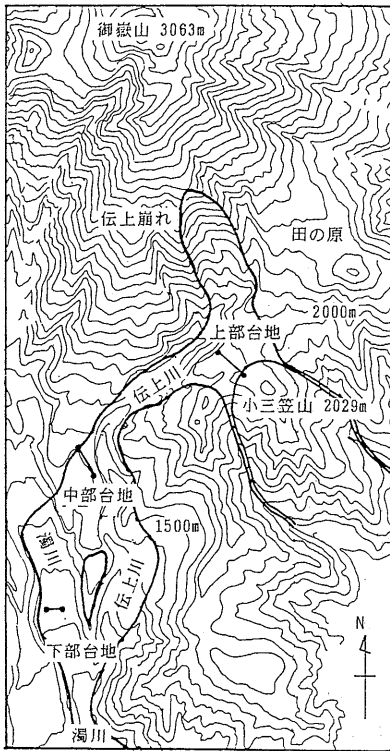 御嶽山 3063m
伝上崩れ
田の原
2000m
上部台地
伝上川
小三笠山 2029m
中部台地
1500m
濁川
伝上川
下部台地
N
濁川